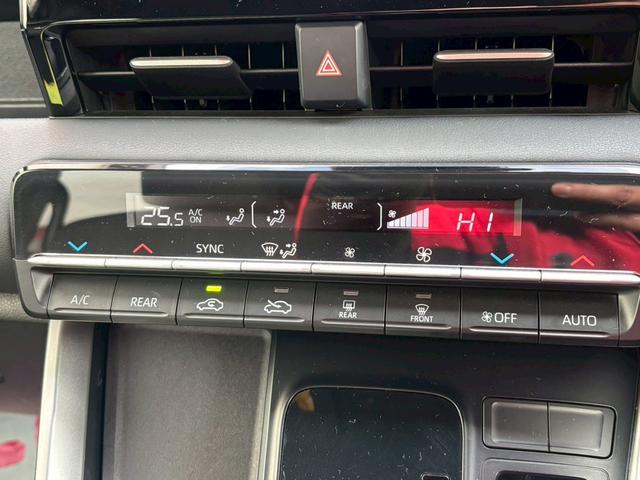 REAR
25.5 A/C ON HI
SYNC
A/C REAR REAR FRONT OFF AUTO